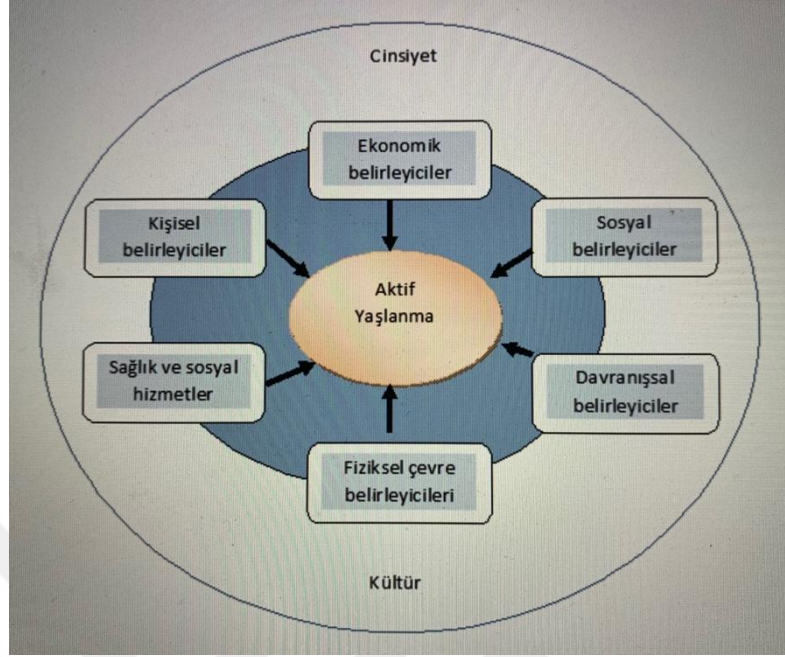 Cinsiyet
Ekonomik
belirleyiciler
Kişisel
belirleyiciler
Sosyal
belirleyiciler
Aktif
Yaşlanma
Sağlık ve sosyal
hizmetler
Davranışsal
belirleyiciler
Fiziksel çevre
belirleyicileri
Kültür